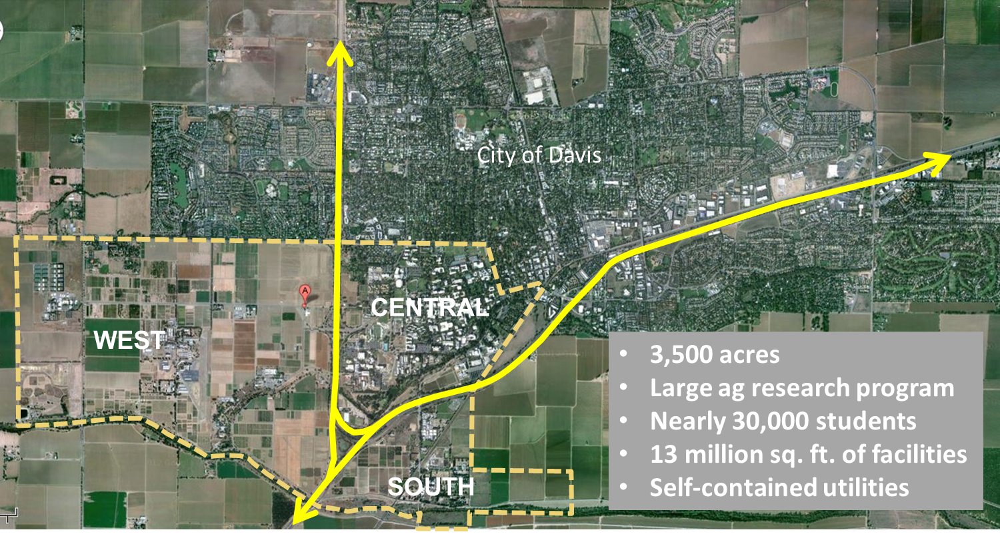 City of Davis
A
CENTRAL
WEST
SOUTH
• 3,500 acres
• Large ag research program
• Nearly 30,000 students
• 13 million sq. ft. of facilities
• Self-contained utilities